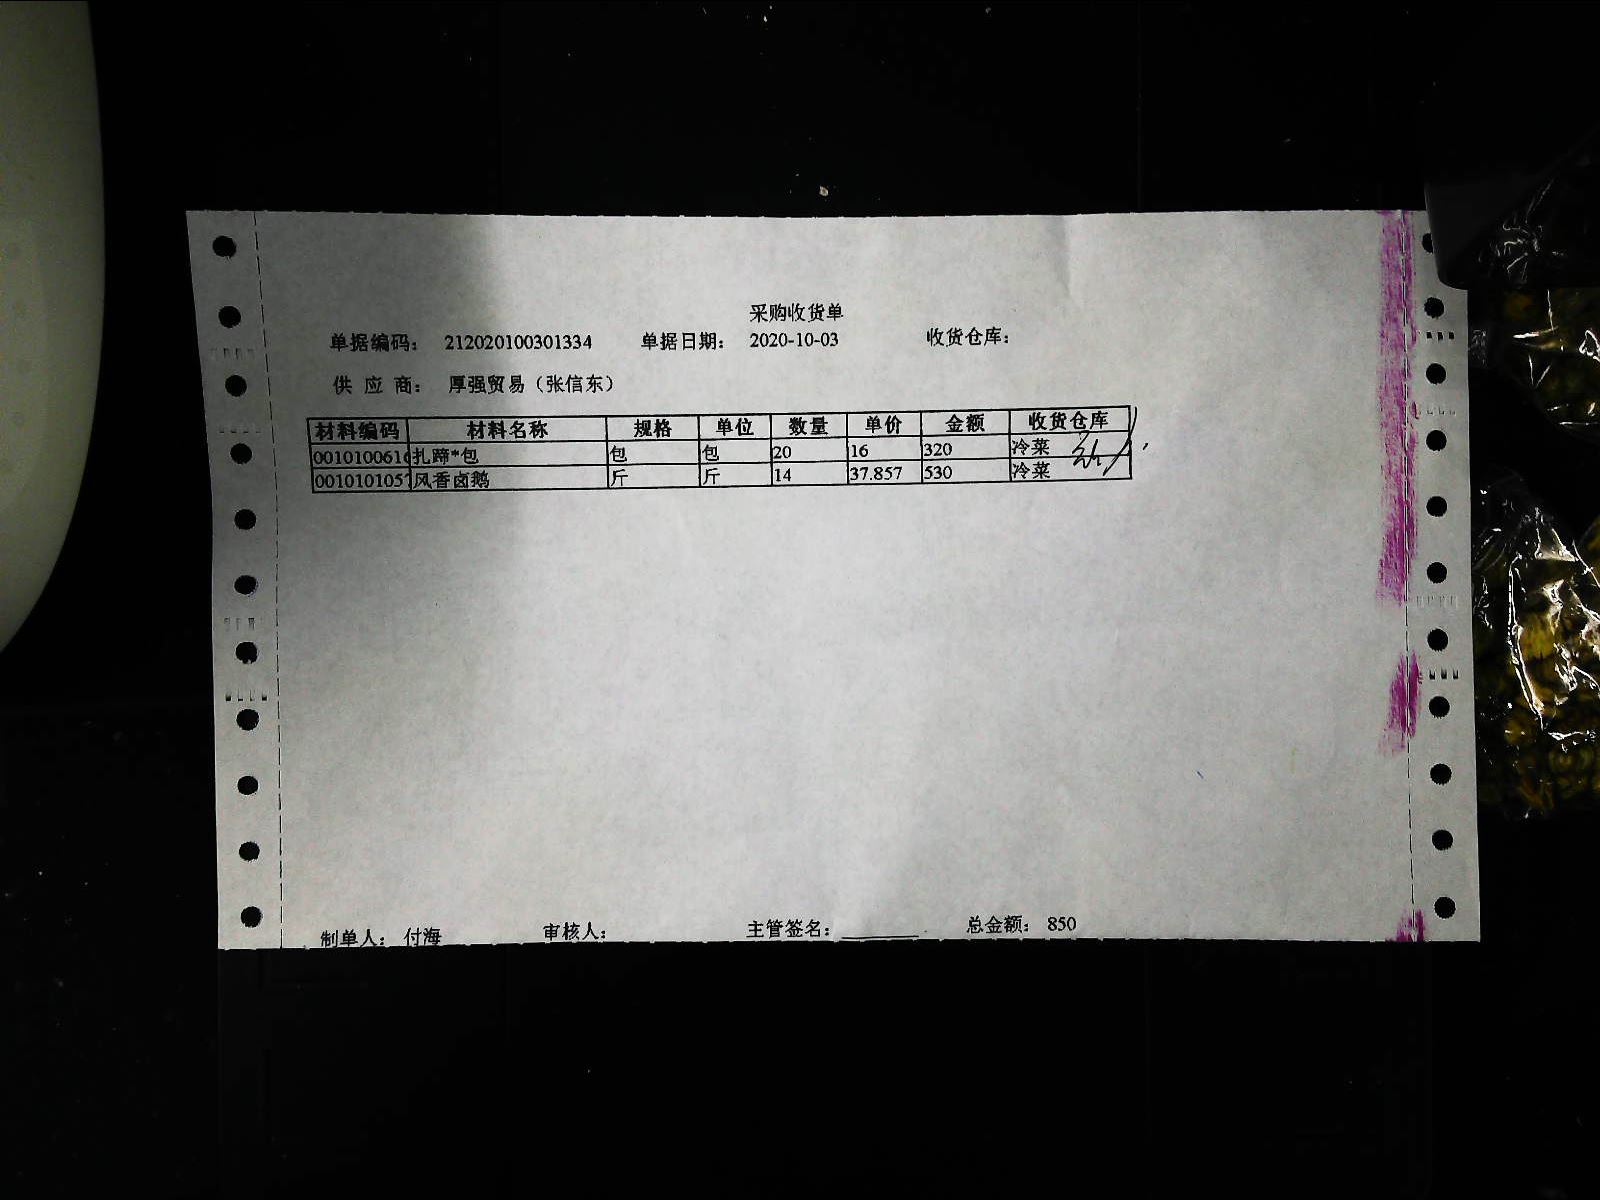 采购收货单
单据编码： 212020100301334 单据日期： 2020-10-03 收货仓库：
供 应 商： 厚强贸易（张信东）
材料编码 材料名称 规格 单位 数量 单价 金额 收货仓库
001010061 扎蹄*包 包 包 20 16 320 冷菜
001010105 风香卤鹅 斤 斤 14 37.857 530 冷菜
制单人： 付海 审核人： 主管签名： 总金额： 850